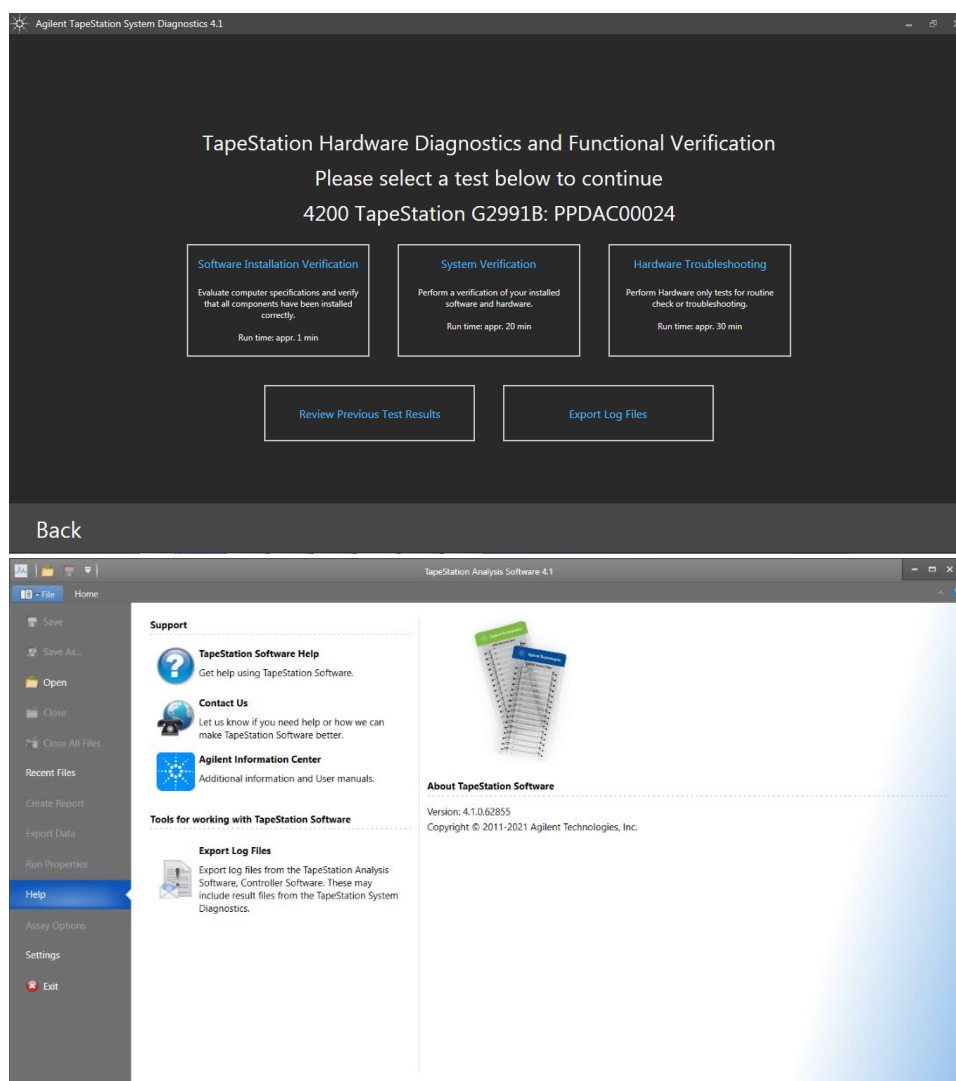 Agilent TapeStation System Diagnostics 4.1
TapeStation Hardware Diagnostics and Functional Verification
Please select a test below to continue
4200 TapeStation G2991B: PPDAC00024
Software Installation Verification
Evaluate computer specifications and verify
that all components have been installed
correctly.
Run time: appr. 1 min
System Verification
Perform a verification of your installed
software and hardware.
Run time: appr. 20 min
Hardware Troubleshooting
Perform Hardware only tests for routine
check or troubleshooting.
Run time: appr. 30 min
Review Previous Test Results
Export Log Files
Back
TapeStation Analysis Software 4.1
File
Home
Save
Save As...
Open
Close
Close All Files
Recent Files
Create Report
Export Data
Run Properties
Help
Assay Options
Settings
Exit
Support
TapeStation Software Help
Get help using TapeStation Software.
Contact Us
Let us know if you need help or how we can
make TapeStation Software better.
Agilent Information Center
Additional information and User manuals.
Tools for working with TapeStation Software
Export Log Files
Export log files from the TapeStation Analysis
Software, Controller Software. These may
include result files from the TapeStation System
Diagnostics.
Agilent Technologies
Agilent Technologies
About TapeStation Software
Version: 4.1.0.62855
Copyright © 2011-2021 Agilent Technologies, Inc.